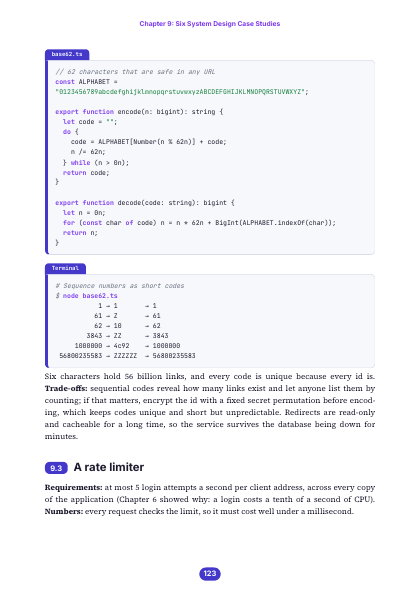 Chapter 9: Six System Design Case Studies
base62.ts
// 62 characters that are safe in any URL
const ALPHABET =
"0123456789abcdefghijklmnopqrstuvwxyzABCDEFGHIJKLMNOPQRSTUVWXYZ";
export function encode(n: bigint): string {
let code = "";
do {
code = ALPHABET[Number(n % 62n)] + code;
n /= 62n;
} while (n > 0n);
return code;
}
export function decode(code: string): bigint {
let n = 0n;
for (const char of code) n = n * 62n + BigInt(ALPHABET.indexOf(char));
return n;
}
Terminal
# Sequence numbers as short codes
$ node base62.ts
1 → 1 → 1
61 → Z → 61
62 → 10 → 62
3843 → ZZ → 3843
1000000 → 4c92 → 1000000
56800235583 → ZZZZZZ → 56800235583
Six characters hold 56 billion links, and every code is unique because every id is.
Trade-offs: sequential codes reveal how many links exist and let anyone list them by
counting; if that matters, encrypt the id with a fixed secret permutation before encod-
ing, which keeps codes unique and short but unpredictable. Redirects are read-only
and cacheable for a long time, so the service survives the database being down for
minutes.
9.3 A rate limiter
Requirements: at most 5 login attempts a second per client address, across every copy
of the application (Chapter 6 showed why: a login costs a tenth of a second of CPU).
Numbers: every request checks the limit, so it must cost well under a millisecond.
123